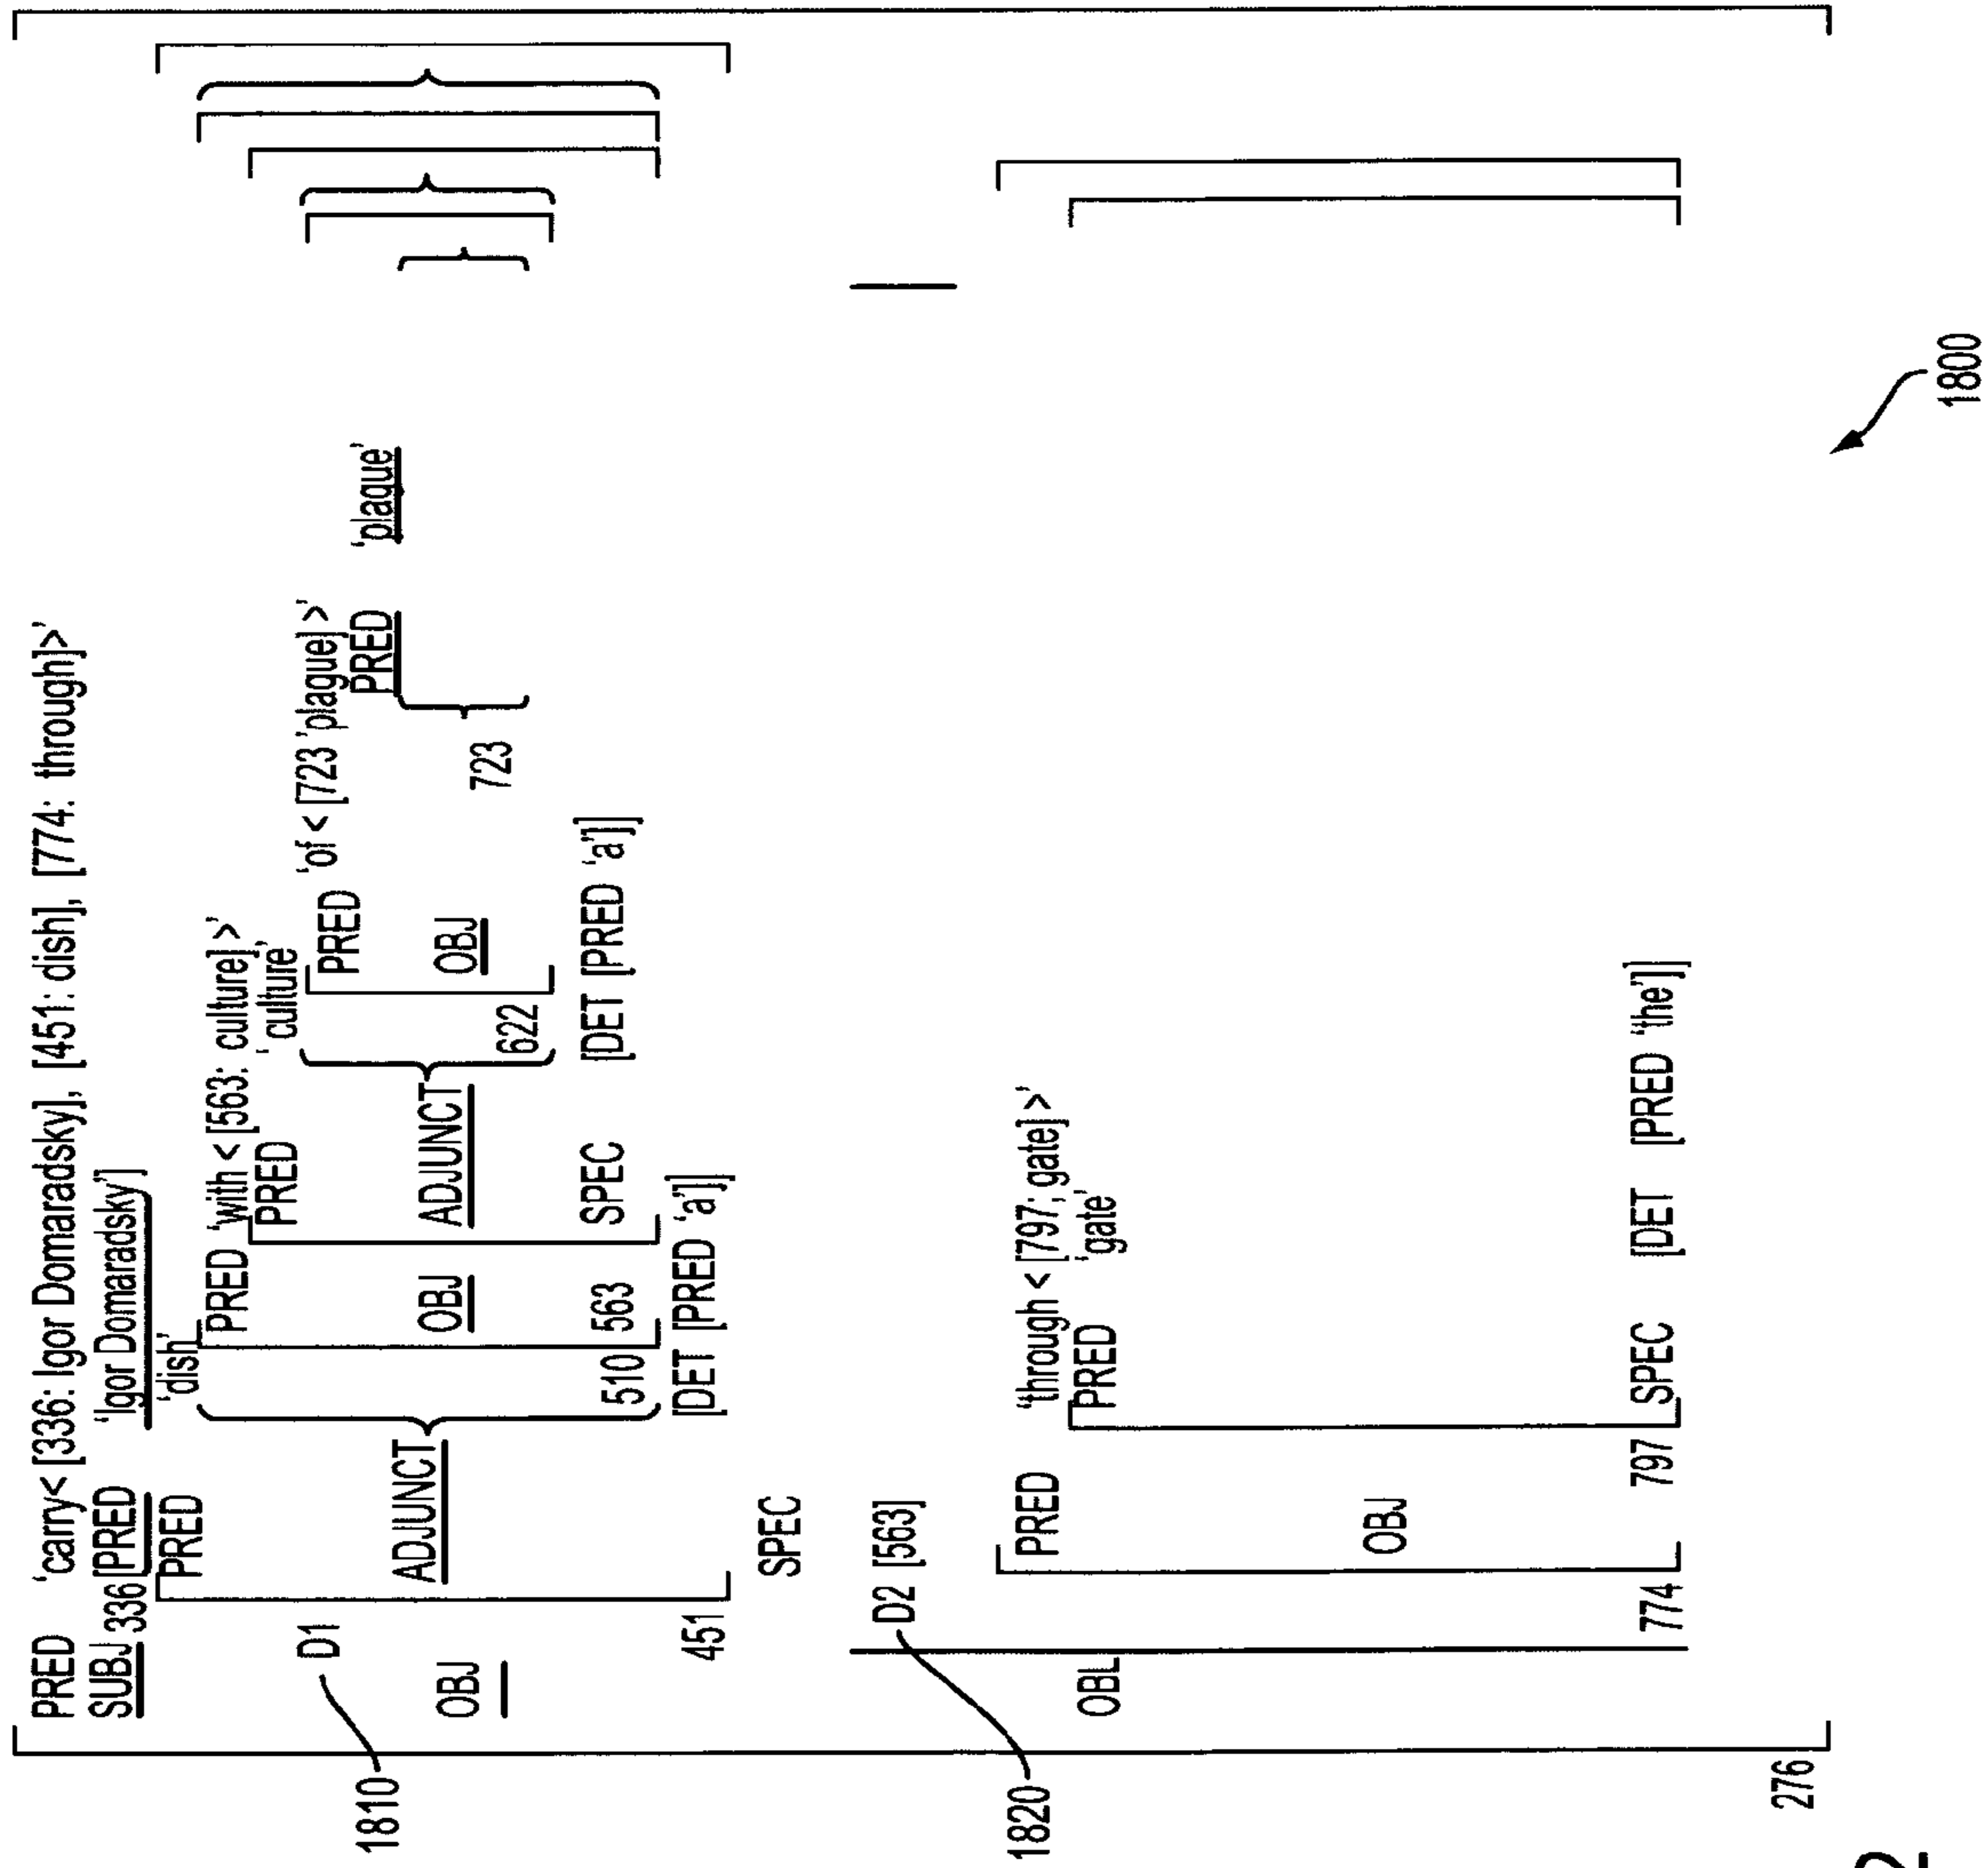 PRED 'carry< [336: Igor Domaradsky], [451: dish], [774: through]>'
SUBJ 336 [PRED 'Igor Domaradsky']
PRED 'dish'
PRED 'with < [563: culture] >'
PRED 'culture'
D1 PRED 'of < [723 'plague] >'
1810 PRED 'plague'
OBJ ADJUNCT OBJ ADJUNCT OBJ
723
622
510 563 SPEC [DET [PRED 'a']]
451 [DET [PRED 'a']]
SPEC
D2 [563]
1820 PRED 'through < [797; gate] >'
OBL PRED 'gate'
OBJ
774 797 SPEC [DET [PRED 'the']]
276
1800
2